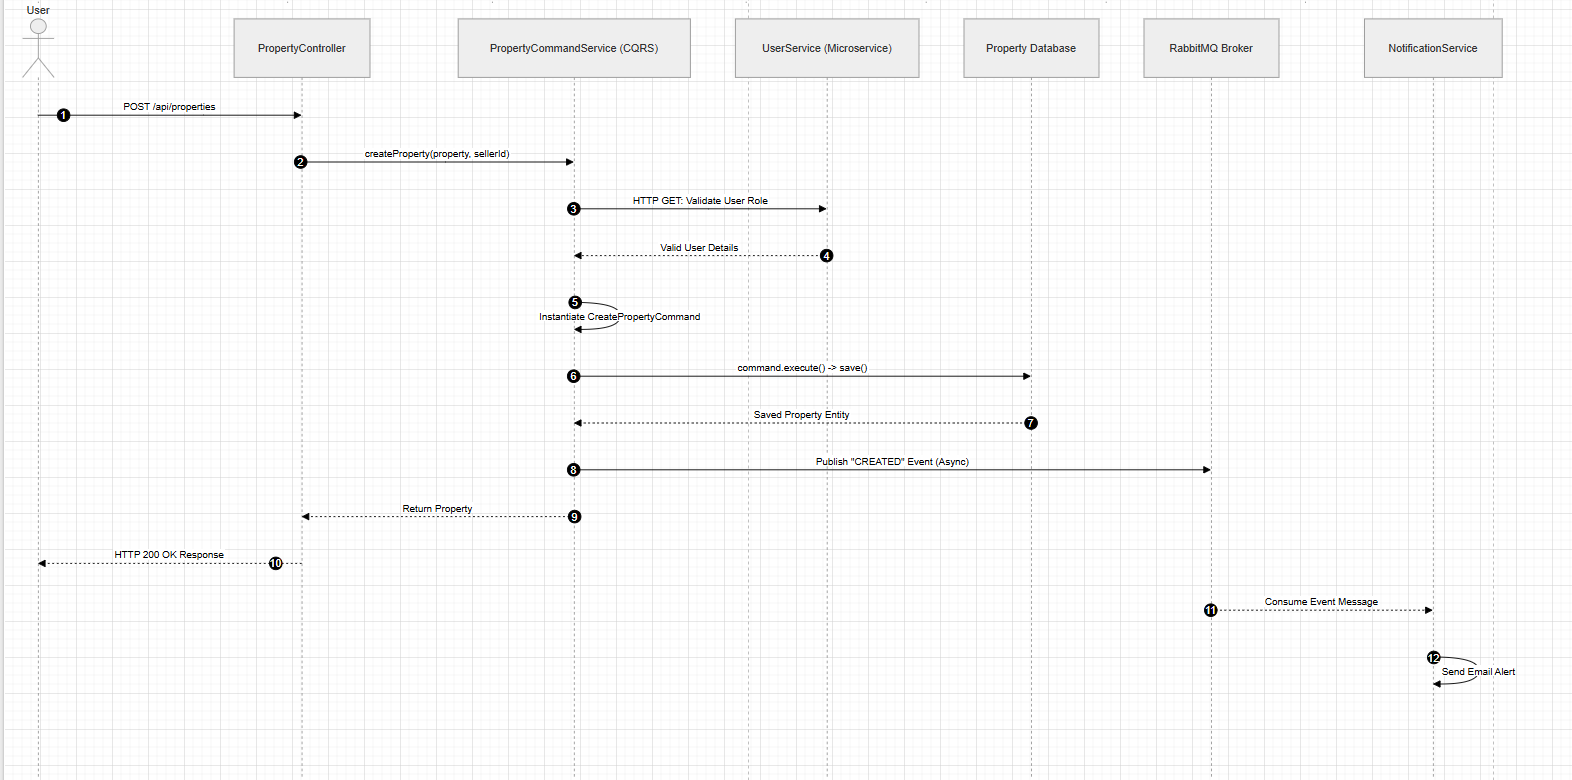 User
PropertyController
PropertyCommandService (CQRS)
UserService (Microservice)
Property Database
RabbitMQ Broker
NotificationService
1 POST /api/properties
2 createProperty(property, sellerId)
3 HTTP GET: Validate User Role
Valid User Details 4
5 Instantiate CreatePropertyCommand
6 command.execute() -> save()
Saved Property Entity 7
8 Publish "CREATED" Event (Async)
Return Property 9
HTTP 200 OK Response 10
11 Consume Event Message
12 Send Email Alert